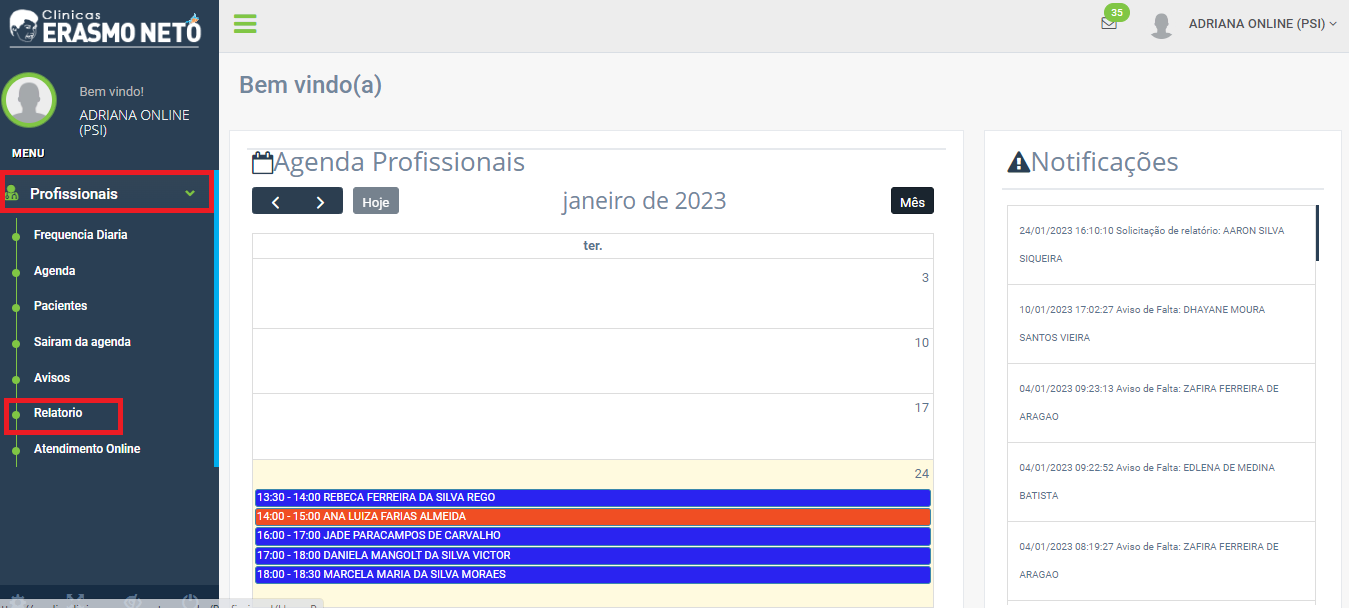 Clinicas
ERASMO NETO
35
ADRIANA ONLINE (PSI)
Bem vindo!
ADRIANA ONLINE
(PSI)
MENU
Profissionais
Frequencia Diaria
Agenda
Pacientes
Sairam da agenda
Avisos
Relatorio
Atendimento Online
Bem vindo(a)
Agenda Profissionais
Hoje
janeiro de 2023
Mês
ter.
3
10
17
24
13:30 - 14:00 REBECA FERREIRA DA SILVA REGO
14:00 - 15:00 ANA LUIZA FARIAS ALMEIDA
16:00 - 17:00 JADE PARACAMPOS DE CARVALHO
17:00 - 18:00 DANIELA MANGOLT DA SILVA VICTOR
18:00 - 18:30 MARCELA MARIA DA SILVA MORAES
Notificações
24/01/2023 16:10:10 Solicitação de relatório: AARON SILVA
SIQUEIRA
10/01/2023 17:02:27 Aviso de Falta: DHAYANE MOURA
SANTOS VIEIRA
04/01/2023 09:23:13 Aviso de Falta: ZAFIRA FERREIRA DE
ARAGAO
04/01/2023 09:22:52 Aviso de Falta: EDLENA DE MEDINA
BATISTA
04/01/2023 08:19:27 Aviso de Falta: ZAFIRA FERREIRA DE
ARAGAO